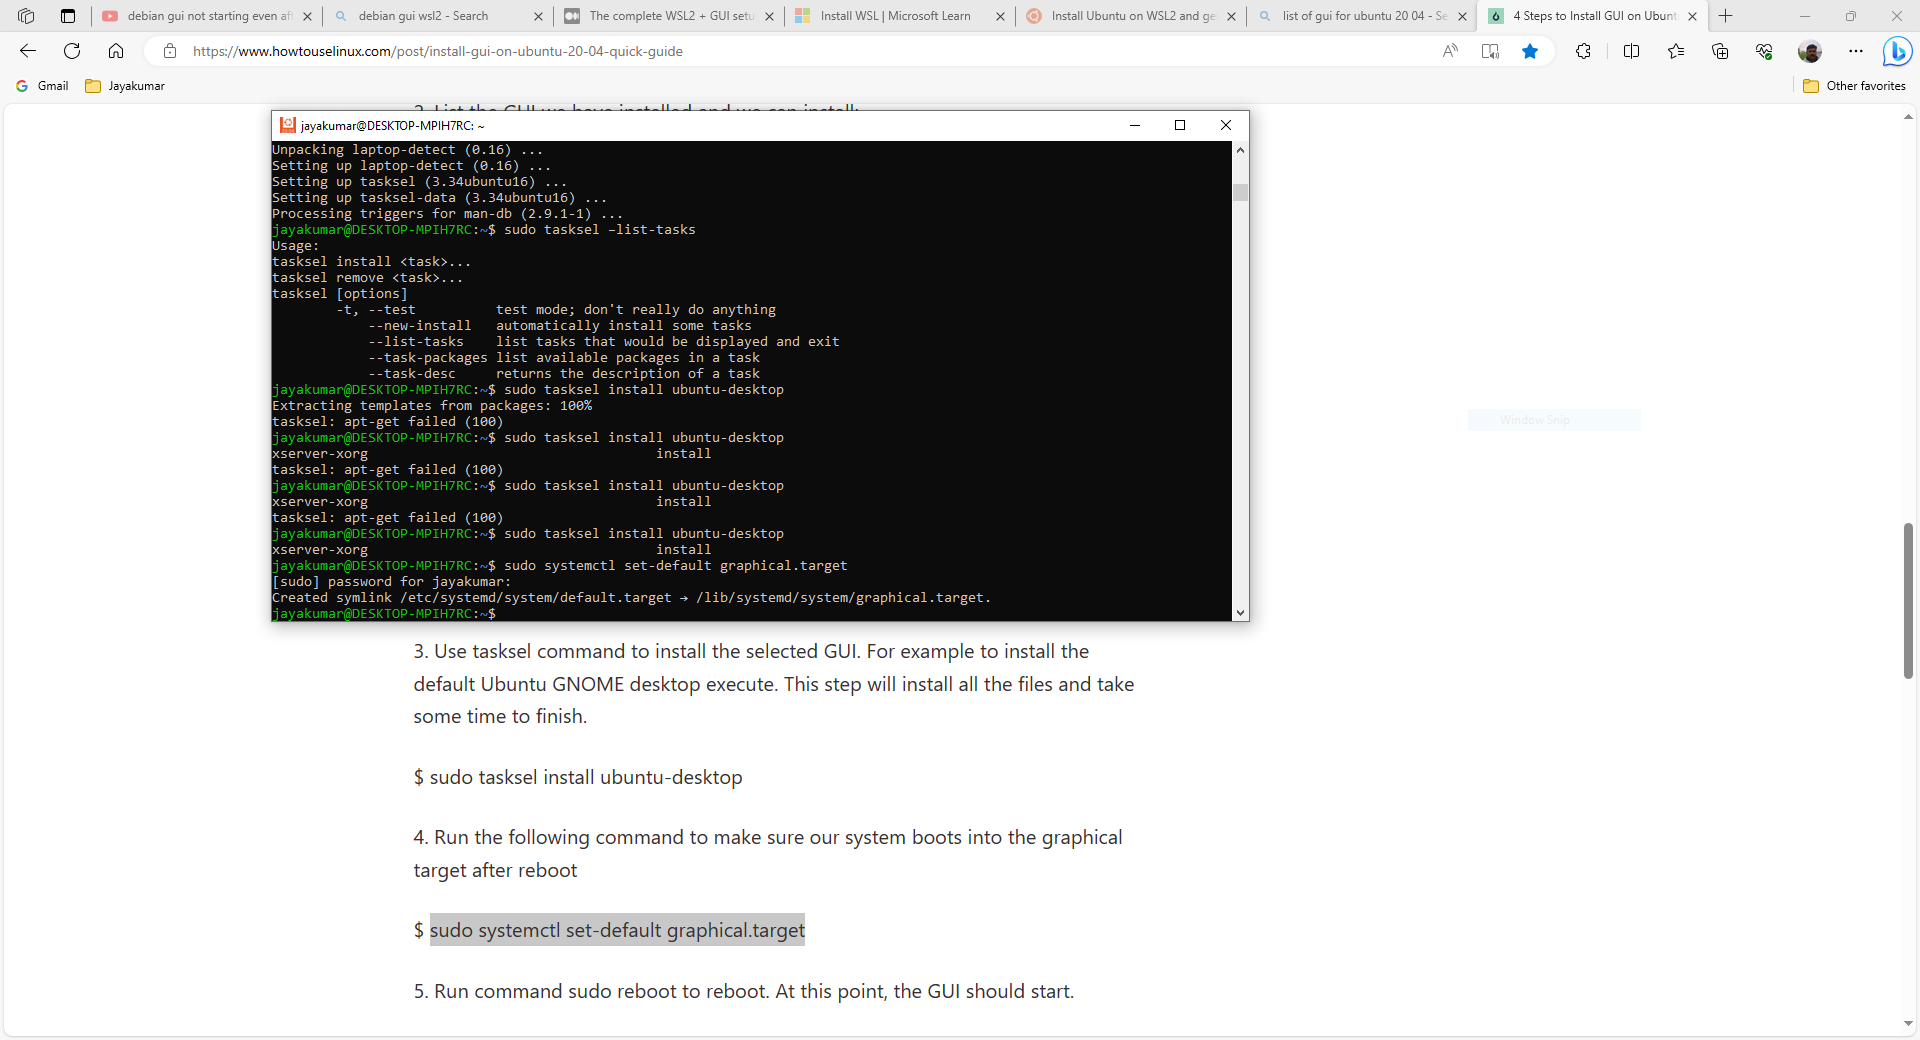 debian gui not starting even af
debian gui wsl2 - Search
The complete WSL2 + GUI setu
Install WSL | Microsoft Learn
Install Ubuntu on WSL2 and ge
list of gui for ubuntu 20 04 - Se
4 Steps to Install GUI on Ubunt
https://www.howtouselinux.com/post/install-gui-on-ubuntu-20-04-quick-guide
Gmail
Jayakumar
Other favorites
2. List the GUI we have installed and we can install:
jayakumar@DESKTOP-MPIH7RC: ~
Unpacking laptop-detect (0.16) ...
Setting up laptop-detect (0.16) ...
Setting up tasksel (3.34ubuntu16) ...
Setting up tasksel-data (3.34ubuntu16) ...
Processing triggers for man-db (2.9.1-1) ...
jayakumar@DESKTOP-MPIH7RC:~$ sudo tasksel –list-tasks
Usage:
tasksel install <task>...
tasksel remove <task>...
tasksel [options]
-t, --test test mode; don't really do anything
--new-install automatically install some tasks
--list-tasks list tasks that would be displayed and exit
--task-packages list available packages in a task
--task-desc returns the description of a task
jayakumar@DESKTOP-MPIH7RC:~$ sudo tasksel install ubuntu-desktop
Extracting templates from packages: 100%
tasksel: apt-get failed (100)
jayakumar@DESKTOP-MPIH7RC:~$ sudo tasksel install ubuntu-desktop
xserver-xorg install
tasksel: apt-get failed (100)
jayakumar@DESKTOP-MPIH7RC:~$ sudo tasksel install ubuntu-desktop
xserver-xorg install
tasksel: apt-get failed (100)
jayakumar@DESKTOP-MPIH7RC:~$ sudo tasksel install ubuntu-desktop
xserver-xorg install
jayakumar@DESKTOP-MPIH7RC:~$ sudo systemctl set-default graphical.target
[sudo] password for jayakumar:
Created symlink /etc/systemd/system/default.target → /lib/systemd/system/graphical.target.
jayakumar@DESKTOP-MPIH7RC:~$
Window Snip
3. Use tasksel command to install the selected GUI. For example to install the
default Ubuntu GNOME desktop execute. This step will install all the files and take
some time to finish.
$ sudo tasksel install ubuntu-desktop
4. Run the following command to make sure our system boots into the graphical
target after reboot
$ sudo systemctl set-default graphical.target
5. Run command sudo reboot to reboot. At this point, the GUI should start.